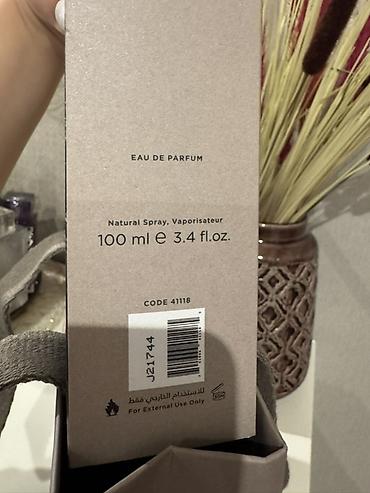 EAU DE PARFUM
Natural Spray, Vaporisateur
100 ml e 3.4 fl.oz.
CODE 41118
J21744
للاستخدام الخارجي فقط
For External Use Only